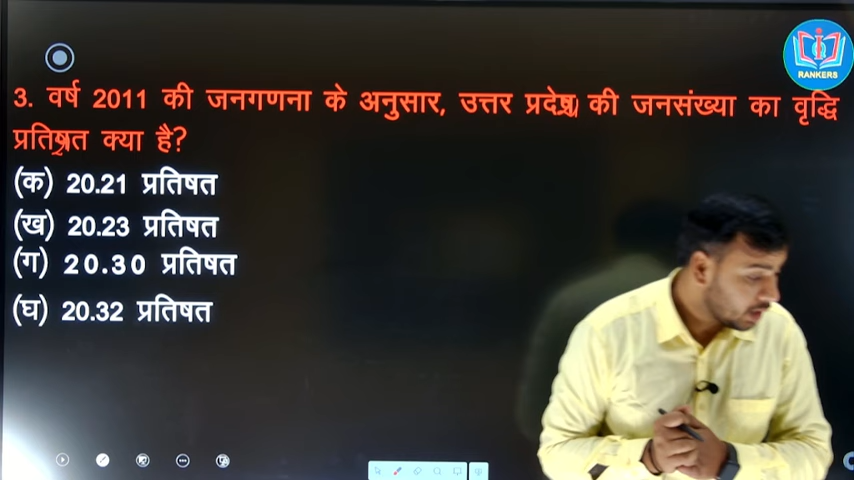 RANKERS
3. वर्ष 2011 की जनगणना के अनुसार, उत्तर प्रदेश की जनसंख्या का वृद्धि
प्रतिशत क्या है?
(क) 20.21 प्रतिषत
(ख) 20.23 प्रतिषत
(ग) 20.30 प्रतिषत
(घ) 20.32 प्रतिषत